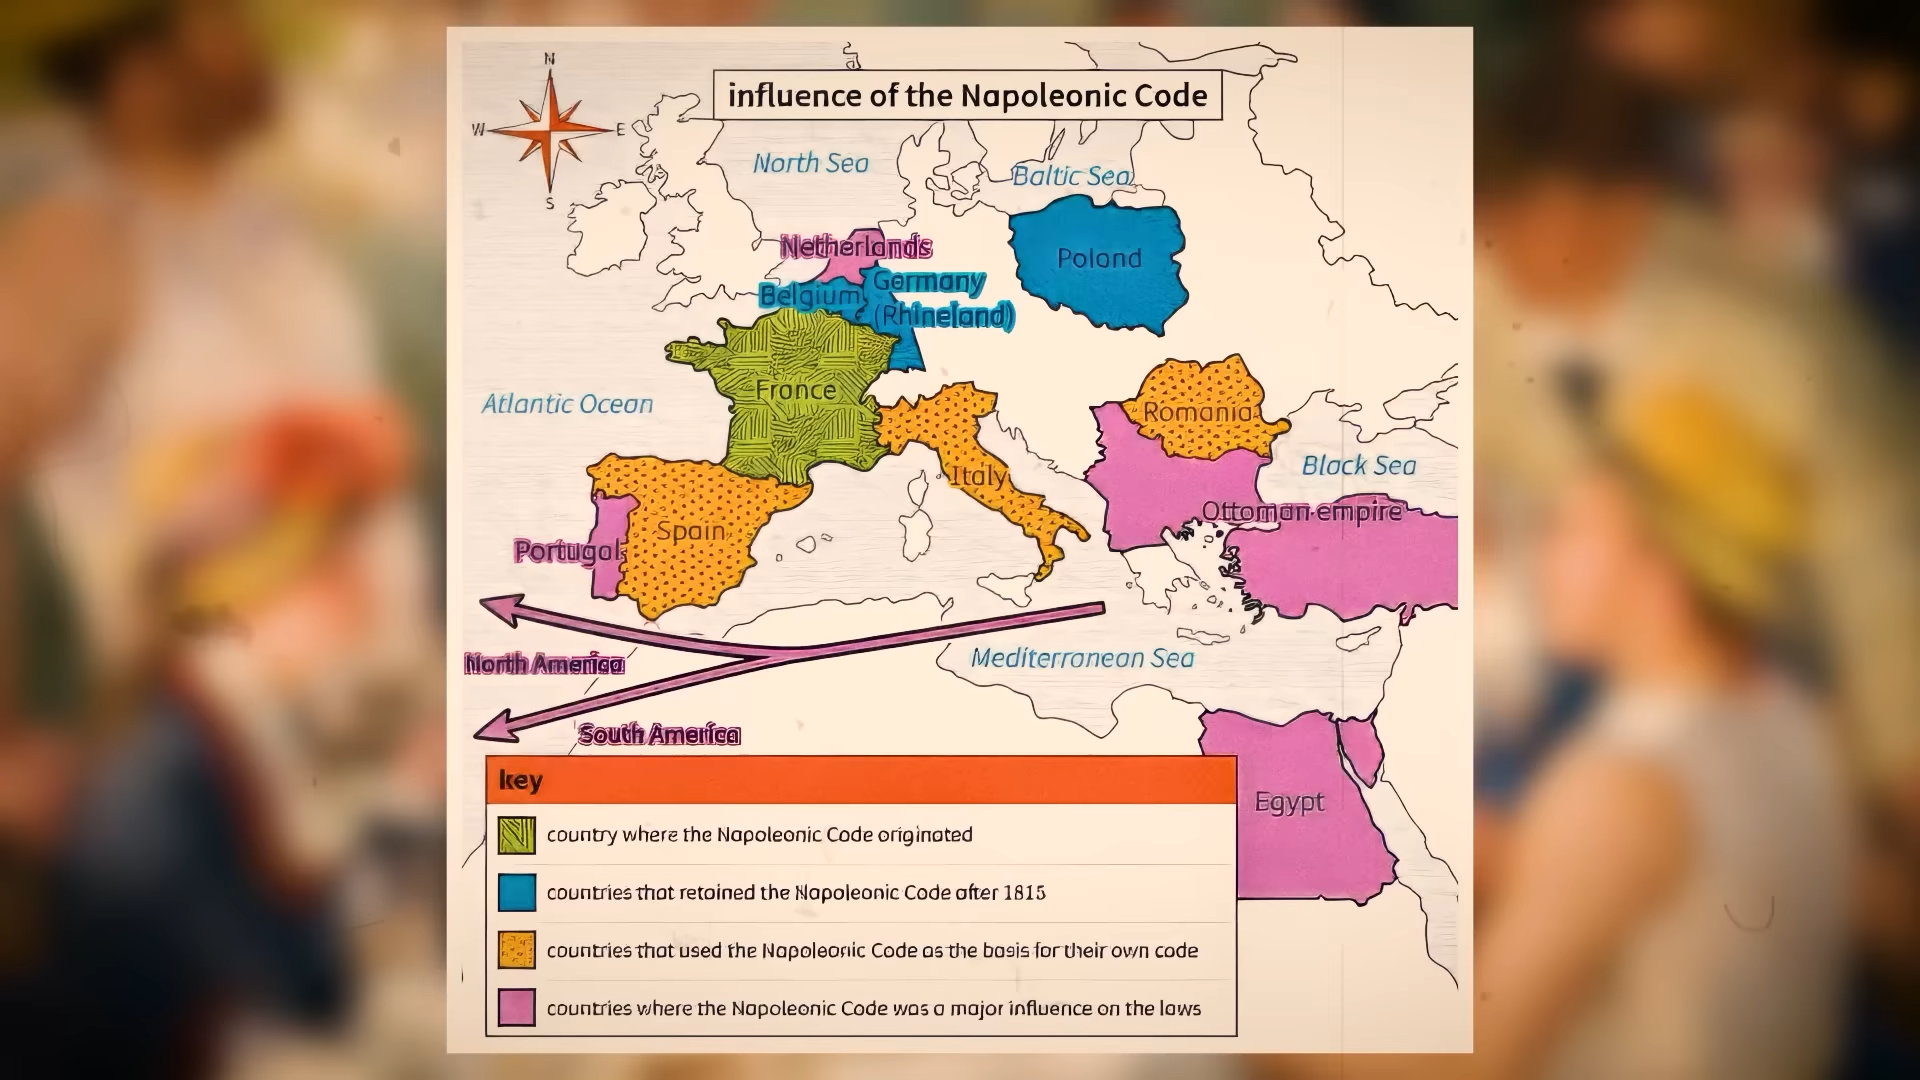 N
W
E
S
influence of the Napoleonic Code
North Sea
Baltic Sea
Netherlands
Poland
Germany
(Rhineland)
Belgium
France
Atlantic Ocean
Romania
Black Sea
Italy
Ottoman empire
Spain
Portugal
North America
Mediterranean Sea
South America
Egypt
key
country where the Napoleonic Code originated
countries that retained the Napoleonic Code after 1815
countries that used the Napoleonic Code as the basis for their own code
countries where the Napoleonic Code was a major influence on the laws